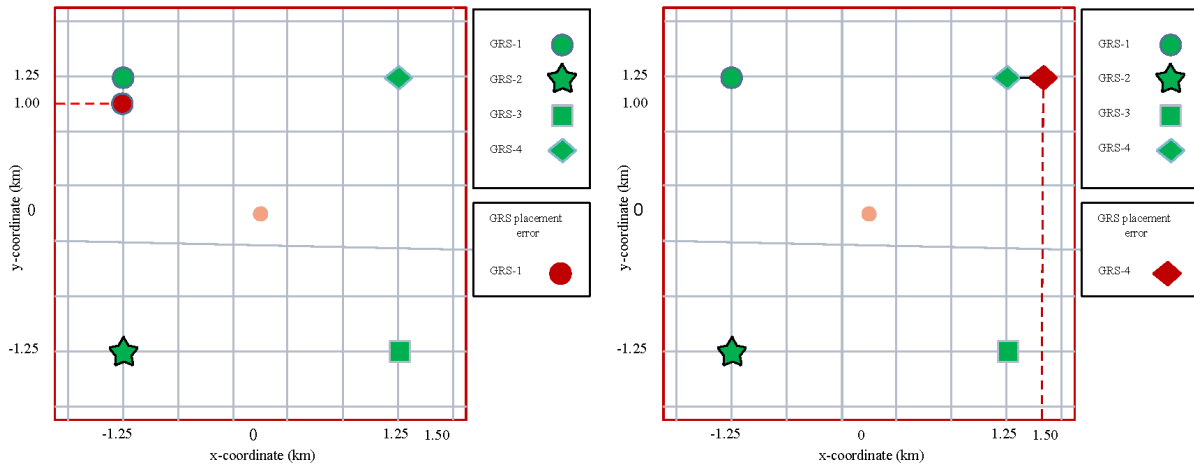 1.25
1.00
0
-1.25
y-coordinate (km)
-1.25
0
1.25
1.50
x-coordinate (km)
GRS-1
GRS-2
GRS-3
GRS-4
GRS placement
error
GRS-1
1.25
1.00
0
-1.25
y-coordinate (km)
-1.25
0
1.25
1.50
x-coordinate (km)
GRS-1
GRS-2
GRS-3
GRS-4
GRS placement
error
GRS-4